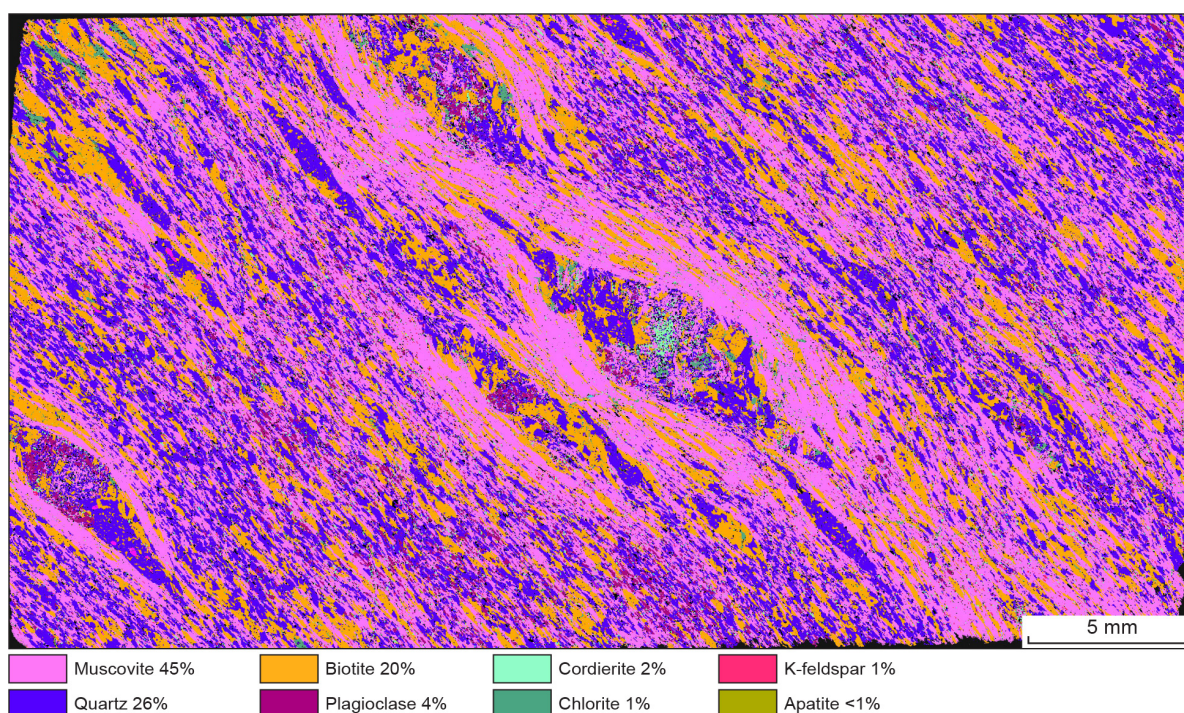 5 mm
Muscovite 45% Biotite 20% Cordierite 2% K-feldspar 1%
Quartz 26% Plagioclase 4% Chlorite 1% Apatite <1%